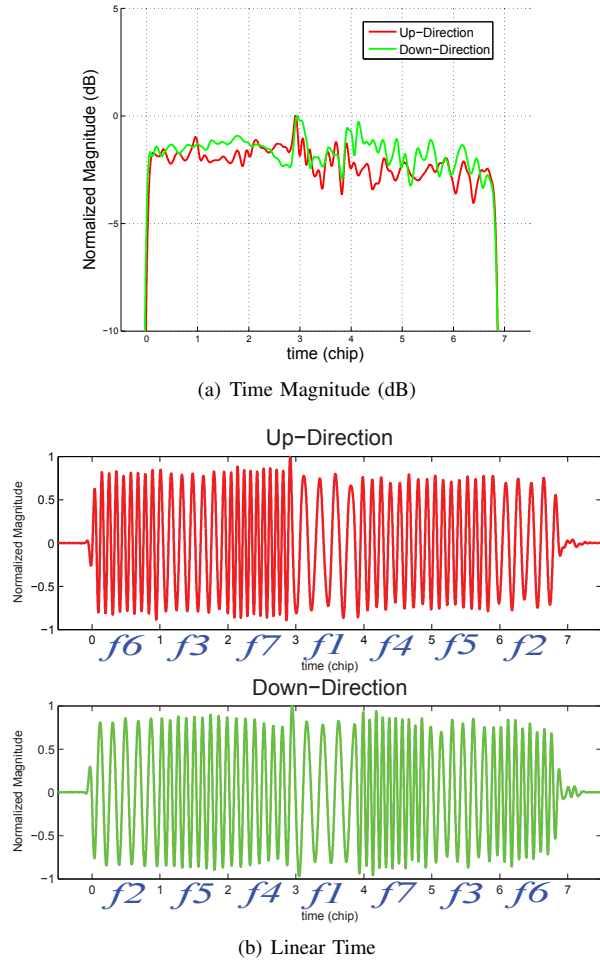 5
Up−Direction
Down−Direction
0
−5
−10
Normalized Magnitude (dB)
0 1 2 3 4 5 6 7
time (chip)
(a) Time Magnitude (dB)
Up−Direction
1
0.5
0
−0.5
−1
Normalized Magnitude
0 1 2 3 4 5 6 7
time (chip)
f6 f3 f7 f1 f4 f5 f2
Down−Direction
1
0.5
0
−0.5
−1
Normalized Magnitude
0 1 2 3 4 5 6 7
f2 f5 f4 f1 f7 f3 f6
time (chip)
(b) Linear Time